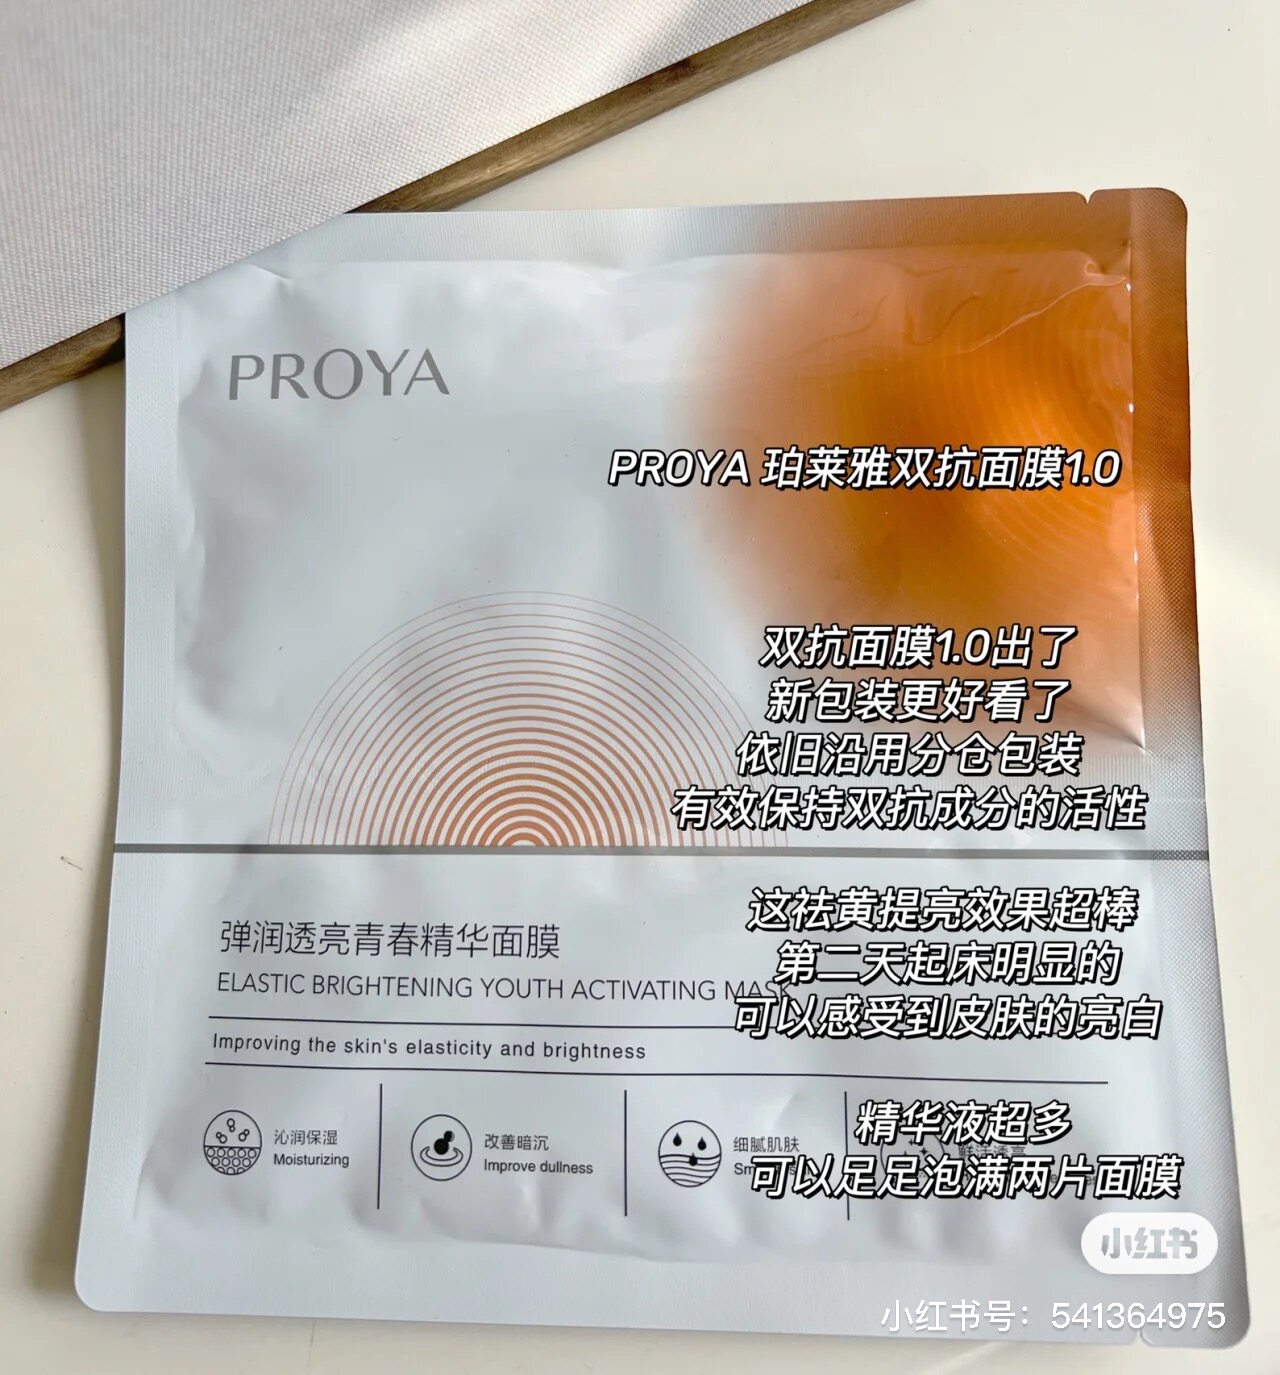 PROYA
PROYA 珀莱雅双抗面膜1.0
双抗面膜1.0出了
新包装更好看了
依旧沿用分仓包装
有效保持双抗成分的活性
这祛黄提亮效果超棒
第二天起床明显的
可以感受到皮肤的亮白
弹润透亮青春精华面膜
ELASTIC BRIGHTENING YOUTH ACTIVATING MASK
Improving the skin's elasticity and brightness
沁润保湿
Moisturizing
改善暗沉
Improve dullness
细腻肌肤
精华液超多
可以足足泡满两片面膜
小红书
小红书号：541364975